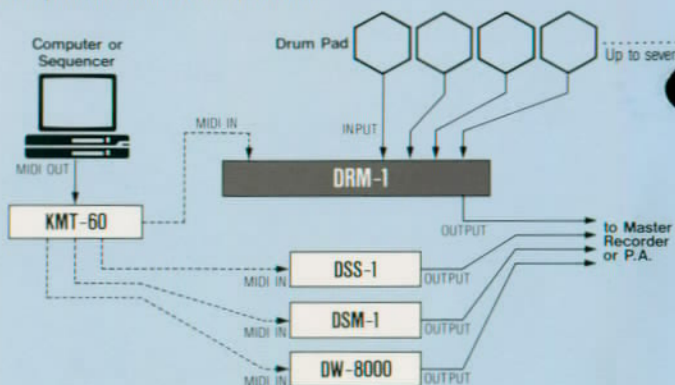 Computer or
Sequencer
Drum Pad
Up to sever
MIDI IN
INPUT
MIDI OUT
DRM-1
KMT-60
OUTPUT
to Master
Recorder
or P.A.
DSS-1
MIDI IN
OUTPUT
DSM-1
MIDI IN
OUTPUT
DW-8000
MIDI IN
OUTPUT